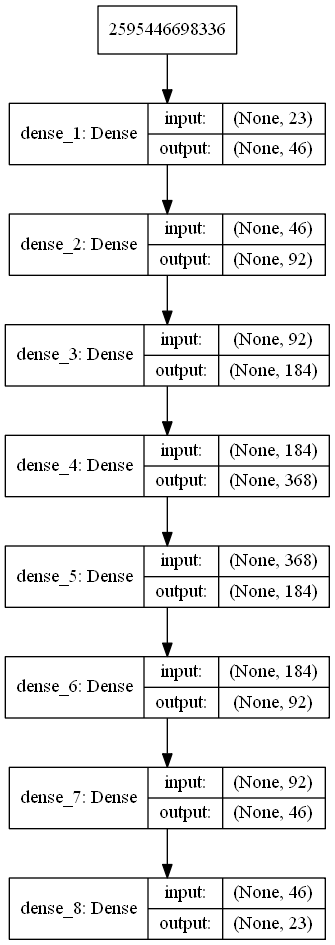 2595446698336
dense_1: Dense
input: (None, 23)
output: (None, 46)
dense_2: Dense
input: (None, 46)
output: (None, 92)
dense_3: Dense
input: (None, 92)
output: (None, 184)
dense_4: Dense
input: (None, 184)
output: (None, 368)
dense_5: Dense
input: (None, 368)
output: (None, 184)
dense_6: Dense
input: (None, 184)
output: (None, 92)
dense_7: Dense
input: (None, 92)
output: (None, 46)
dense_8: Dense
input: (None, 46)
output: (None, 23)